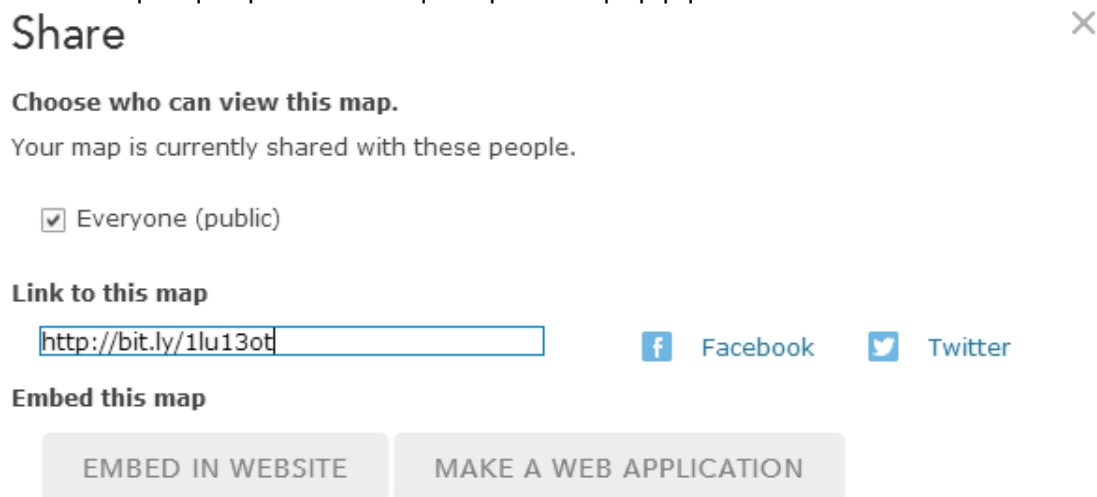 Share
Choose who can view this map.
Your map is currently shared with these people.
Everyone (public)
Link to this map
http://bit.ly/1lu13ot
Facebook
Twitter
Embed this map
EMBED IN WEBSITE
MAKE A WEB APPLICATION